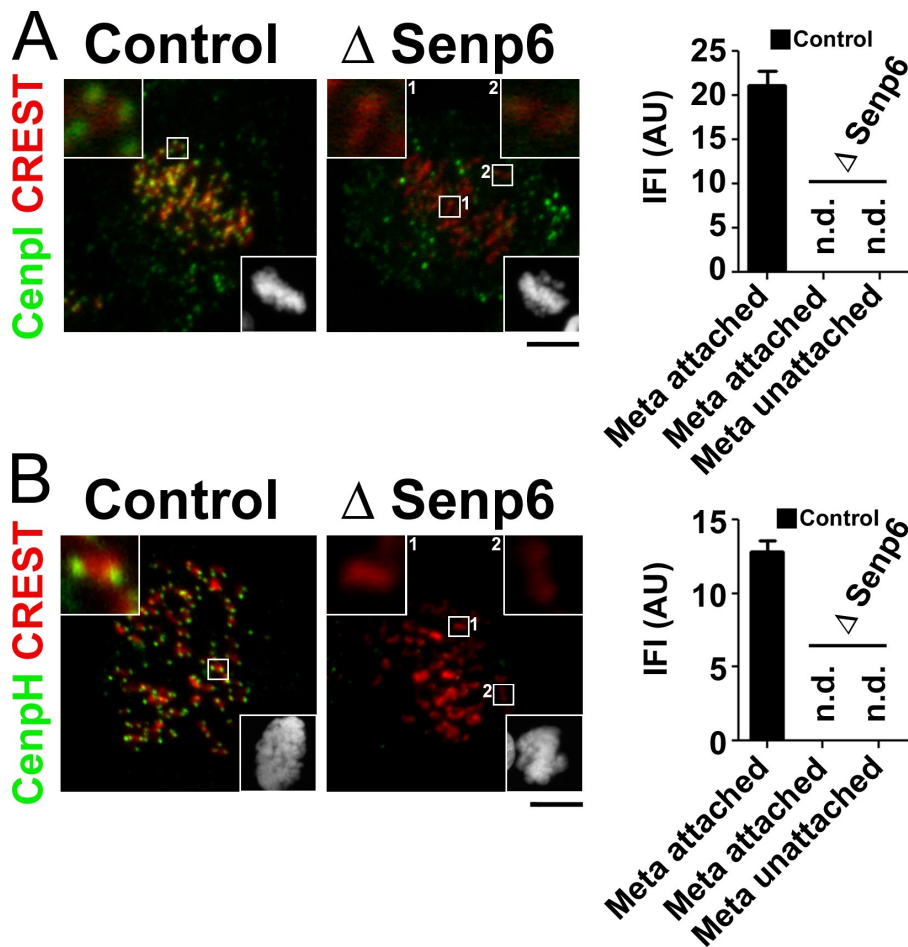 A
Control
Δ Senp6
CenpI CREST
1
2
2
1
25
20
15
10
5
0
IFI (AU)
Control
Δ Senp6
n.d.
n.d.
Meta attached
Meta attached
Meta unattached
B
Control
Δ Senp6
CenpH CREST
1
2
1
2
15
10
5
0
IFI (AU)
Control
Δ Senp6
n.d.
n.d.
Meta attached
Meta attached
Meta unattached